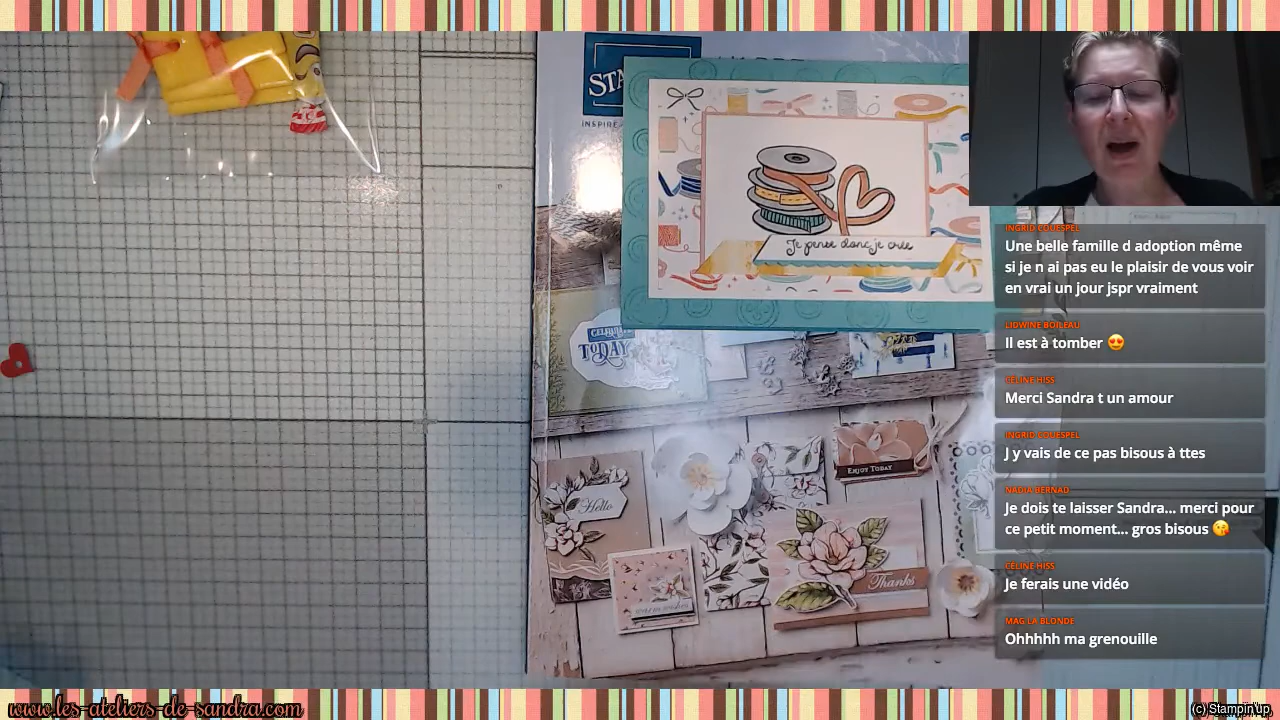 STA
INSPIRE
Je pense donc je crée
CELEBRATE
TODAY
ENJOY TODAY
Hello
Thanks
INGRID COUESPEL
Une belle famille d adoption même
si je n ai pas eu le plaisir de vous voir
en vrai un jour jspr vraiment
LIDWINE BOILEAU
Il est à tomber 😍
CÉLINE HISS
Merci Sandra t un amour
INGRID COUESPEL
J y vais de ce pas bisous à ttes
NADIA BERNAD
Je dois te laisser Sandra... merci pour
ce petit moment... gros bisous 😘
CÉLINE HISS
Je ferais une vidéo
MAG LA BLONDE
Ohhhhh ma grenouille
www.les-ateliers-de-sandra.com
(c) Stampin'up